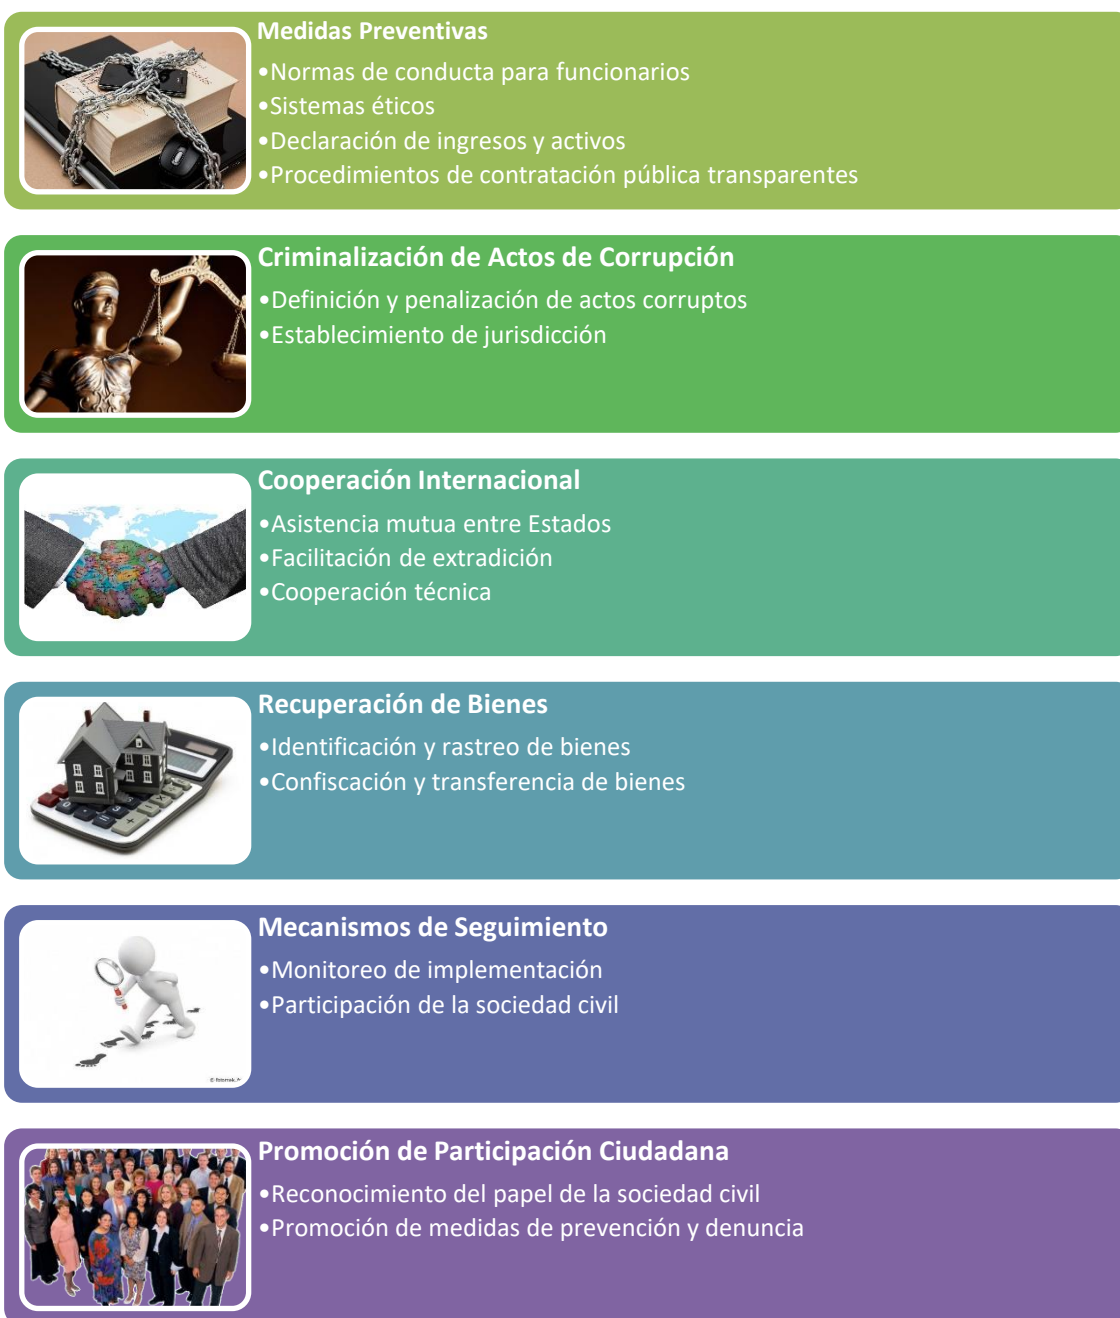 Medidas Preventivas
•Normas de conducta para funcionarios
•Sistemas éticos
•Declaración de ingresos y activos
•Procedimientos de contratación pública transparentes
Criminalización de Actos de Corrupción
•Definición y penalización de actos corruptos
•Establecimiento de jurisdicción
Cooperación Internacional
•Asistencia mutua entre Estados
•Facilitación de extradición
•Cooperación técnica
Recuperación de Bienes
•Identificación y rastreo de bienes
•Confiscación y transferencia de bienes
Mecanismos de Seguimiento
•Monitoreo de implementación
•Participación de la sociedad civil
Promoción de Participación Ciudadana
•Reconocimiento del papel de la sociedad civil
•Promoción de medidas de prevención y denuncia